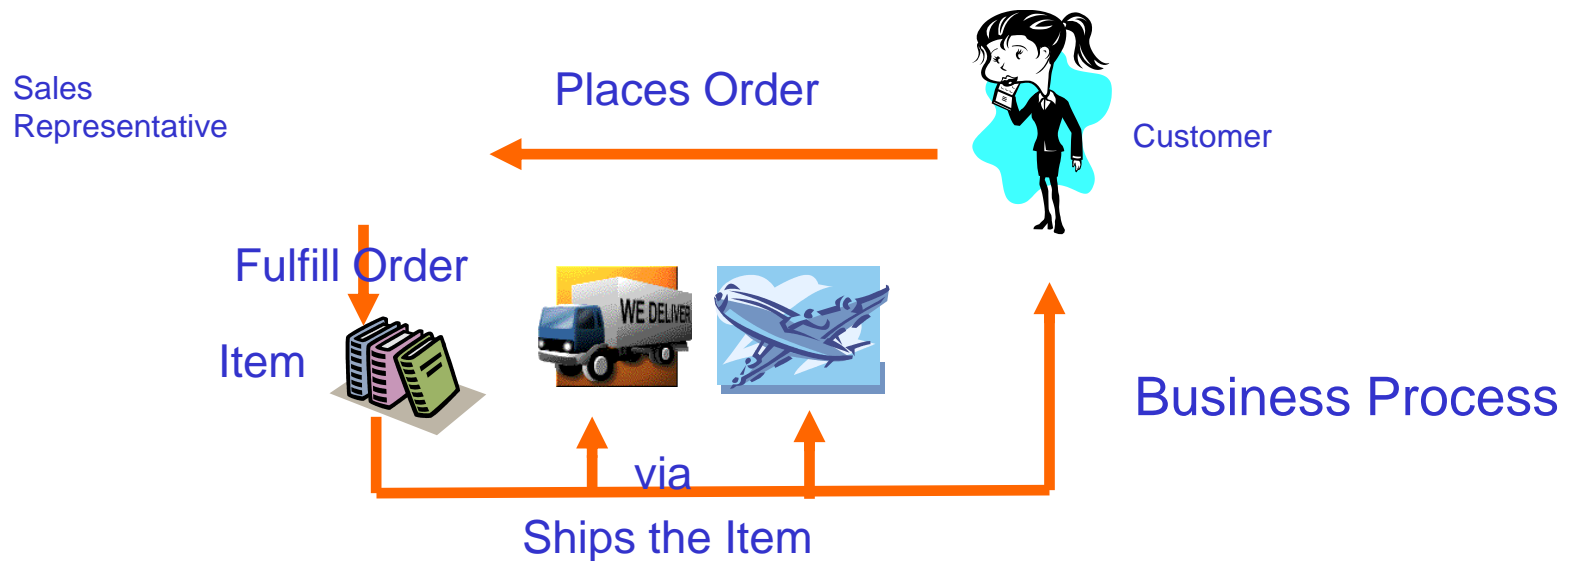 Sales
Representative
Places Order
Customer
Fulfill Order
WE DELIVER
Item
Business Process
via
Ships the Item